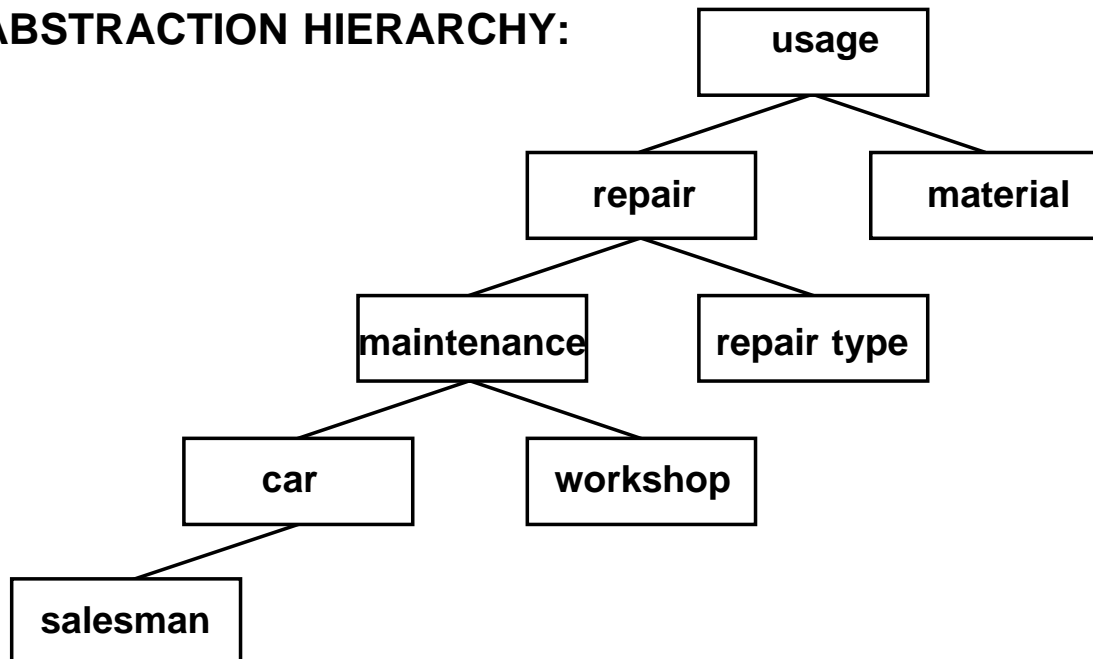 ABSTRACTION HIERARCHY:
usage
repair
material
maintenance
repair type
car
workshop
salesman